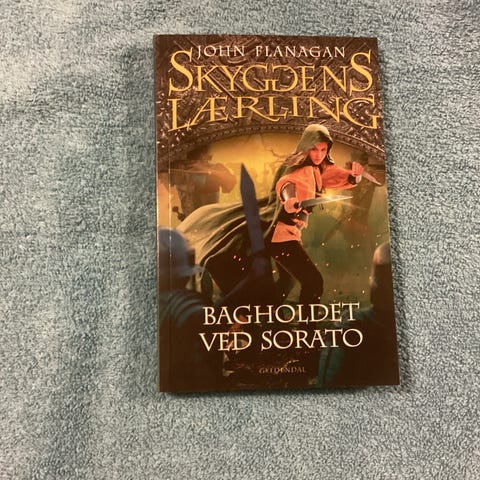 JOHN FLANAGAN
SKYGGENS
LÆRLING
BAGHOLDET
VED SORATO
GYLDENDAL